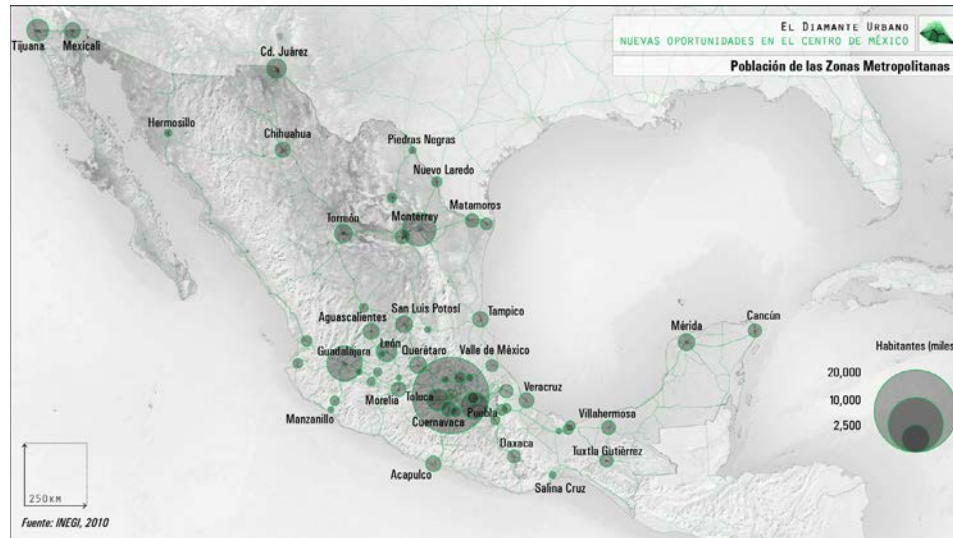 EL DIAMANTE URBANO
NUEVAS OPORTUNIDADES EN EL CENTRO DE MÉXICO
Población de las Zonas Metropolitanas
Tijuana
Mexicali
Cd. Juárez
Hermosillo
Chihuahua
Piedras Negras
Nuevo Laredo
Torreón
Monterrey
Matamoros
San Luis Potosí
Tampico
Aguascalientes
León
Querétaro
Valle de México
Guadalajara
Mérida
Cancún
Morelia
Toluca
Veracruz
Manzanillo
Cuernavaca
Puebla
Villahermosa
Oaxaca
Tuxtla Gutiérrez
Acapulco
Salina Cruz
Habitantes (miles
20,000
10,000
2,500
250KM
Fuente: INEGI, 2010